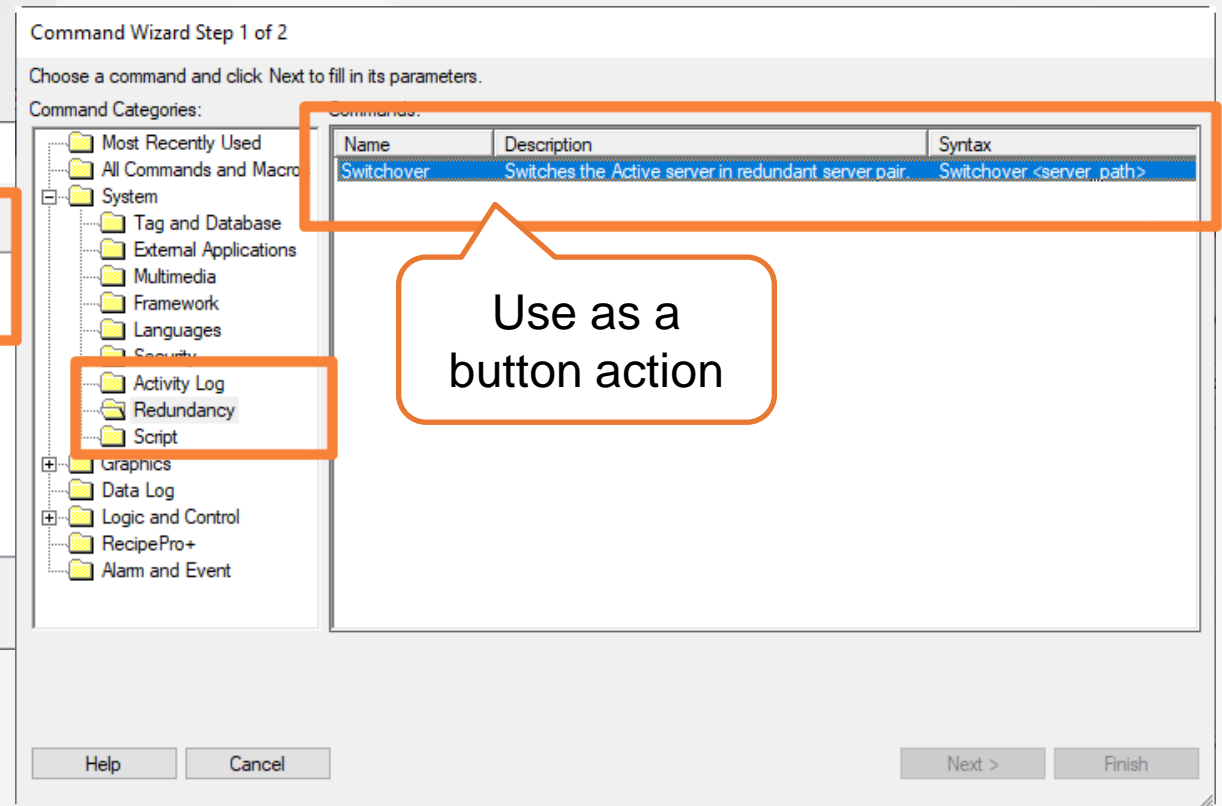 Command Wizard Step 1 of 2
Choose a command and click Next to fill in its parameters.
Command Categories:
Commands:
Most Recently Used
All Commands and Macro
System
Tag and Database
External Applications
Multimedia
Framework
Languages
Security
Activity Log
Redundancy
Script
Graphics
Data Log
Logic and Control
RecipePro+
Alarm and Event
Name Description Syntax
Switchover Switches the Active server in redundant server pair. Switchover <server_path>
Use as a
button action
Help Cancel Next > Finish